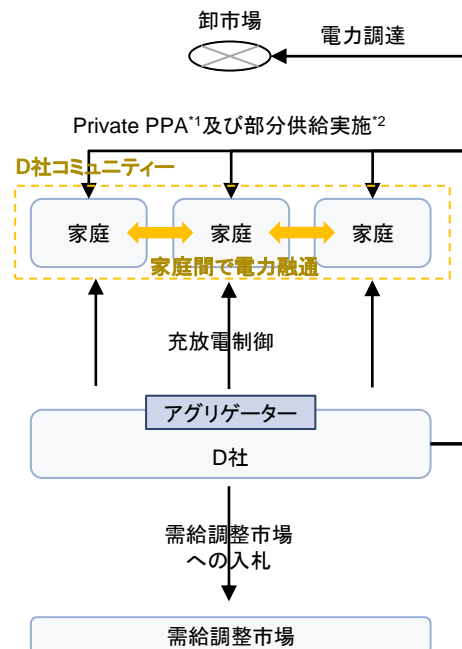 卸市場
電力調達
Private PPA*1及び部分供給実施*2
D社コミュニティー
家庭
家庭
家庭
家庭間で電力融通
充放電制御
アグリゲーター
D社
需給調整市場
への入札
需給調整市場